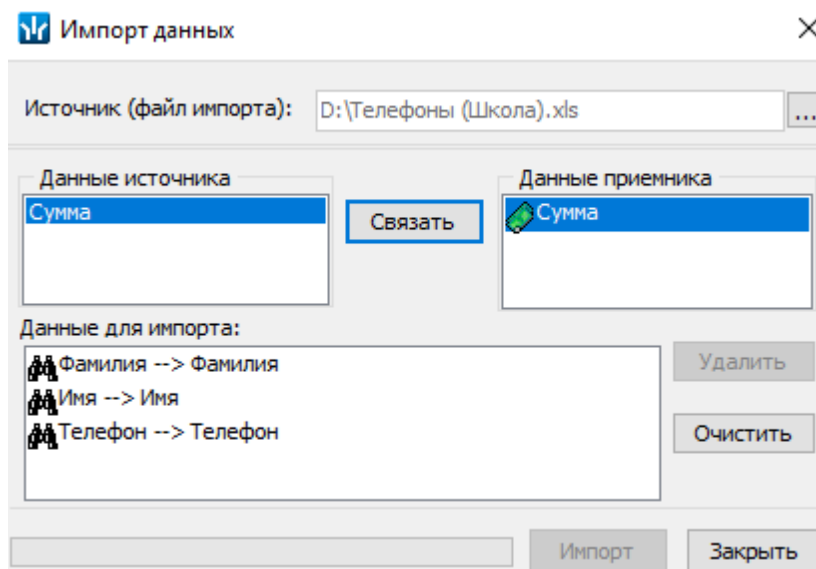 Импорт данных
Источник (файл импорта): D:\Телефоны (Школа).xls ...
Данные источника
Сумма
Связать
Данные приемника
Сумма
Данные для импорта:
Фамилия --> Фамилия
Имя --> Имя
Телефон --> Телефон
Удалить
Очистить
Импорт
Закрыть